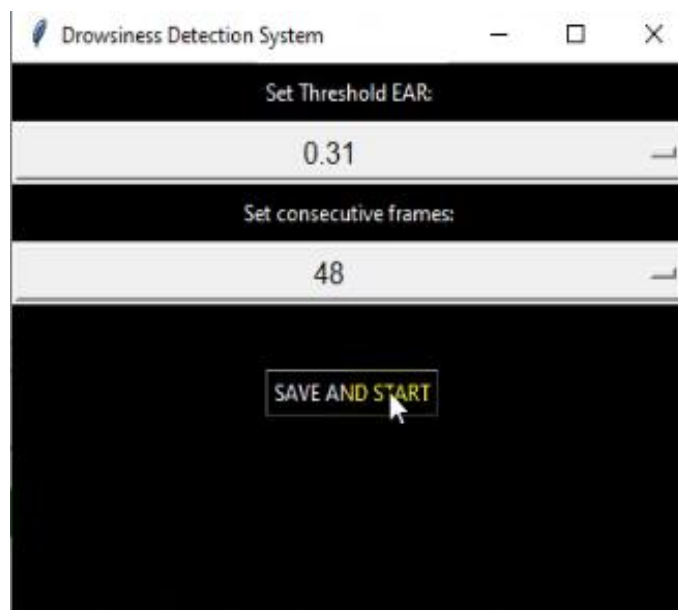 Drowsiness Detection System
Set Threshold EAR:
0.31
Set consecutive frames:
48
SAVE AND START